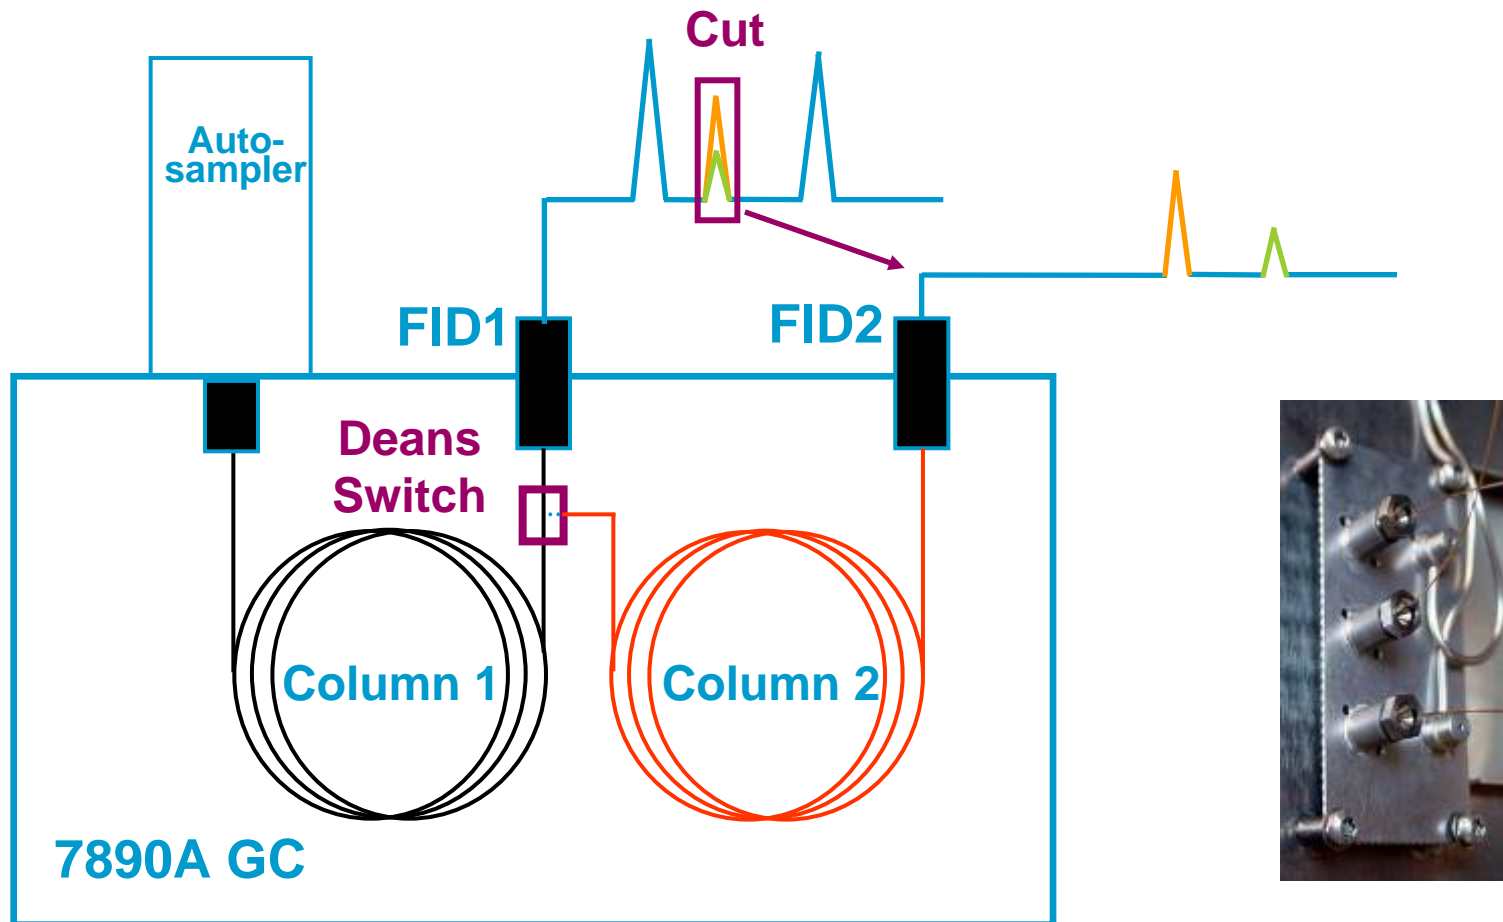 Cut
Auto-
sampler
FID1
FID2
Deans
Switch
Column 1
Column 2
7890A GC